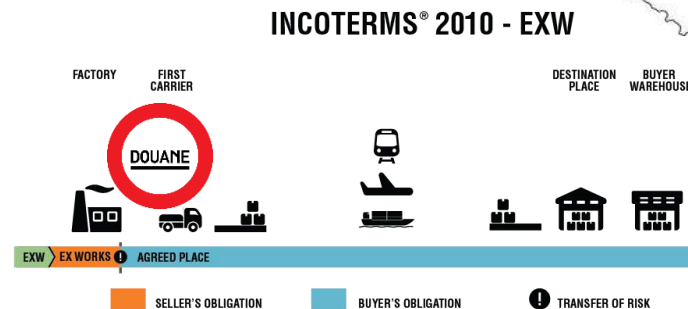 INCOTERMS® 2010 - EXW
FACTORY
FIRST
CARRIER
DESTINATION
PLACE
BUYER
WAREHOUSE
DOUANE
EXW
EX WORKS
!
AGREED PLACE
SELLER'S OBLIGATION
BUYER'S OBLIGATION
!
TRANSFER OF RISK